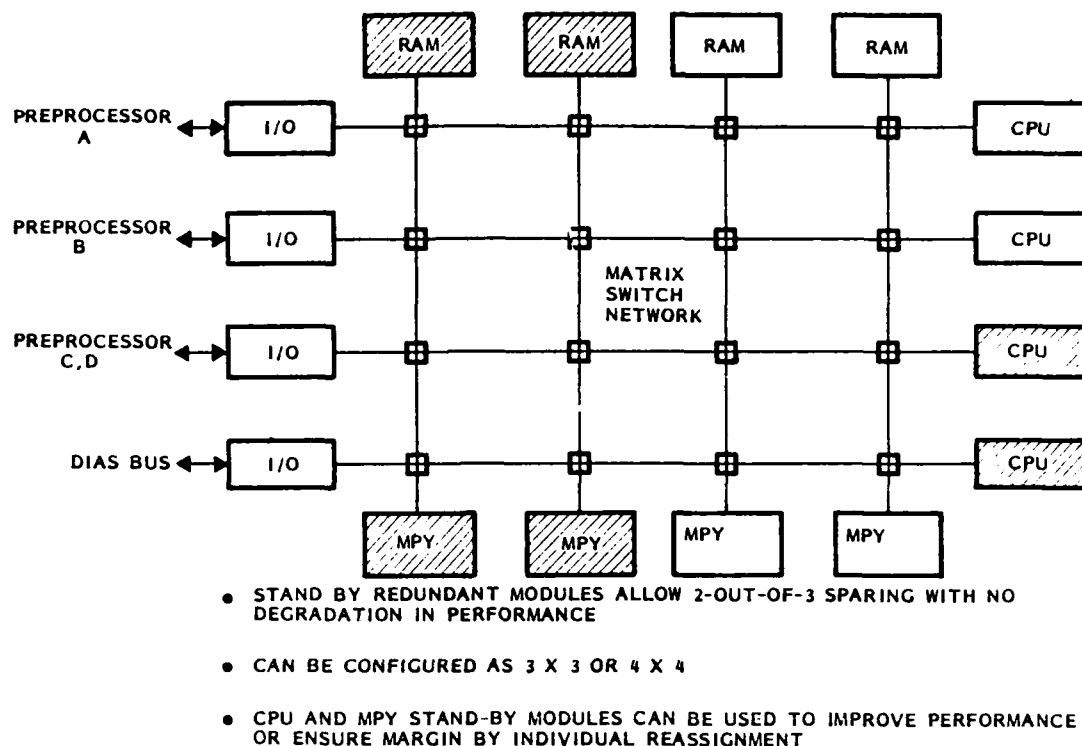 RAM RAM RAM RAM
PREPROCESSOR
A
I/O
CPU
PREPROCESSOR
B
I/O
CPU
MATRIX
SWITCH
NETWORK
PREPROCESSOR
C,D
I/O
CPU
DIAS BUS
I/O
CPU
MPY MPY MPY MPY
• STAND BY REDUNDANT MODULES ALLOW 2-OUT-OF-3 SPARING WITH NO
DEGRADATION IN PERFORMANCE
• CAN BE CONFIGURED AS 3 X 3 OR 4 X 4
• CPU AND MPY STAND-BY MODULES CAN BE USED TO IMPROVE PERFORMANCE
OR ENSURE MARGIN BY INDIVIDUAL REASSIGNMENT